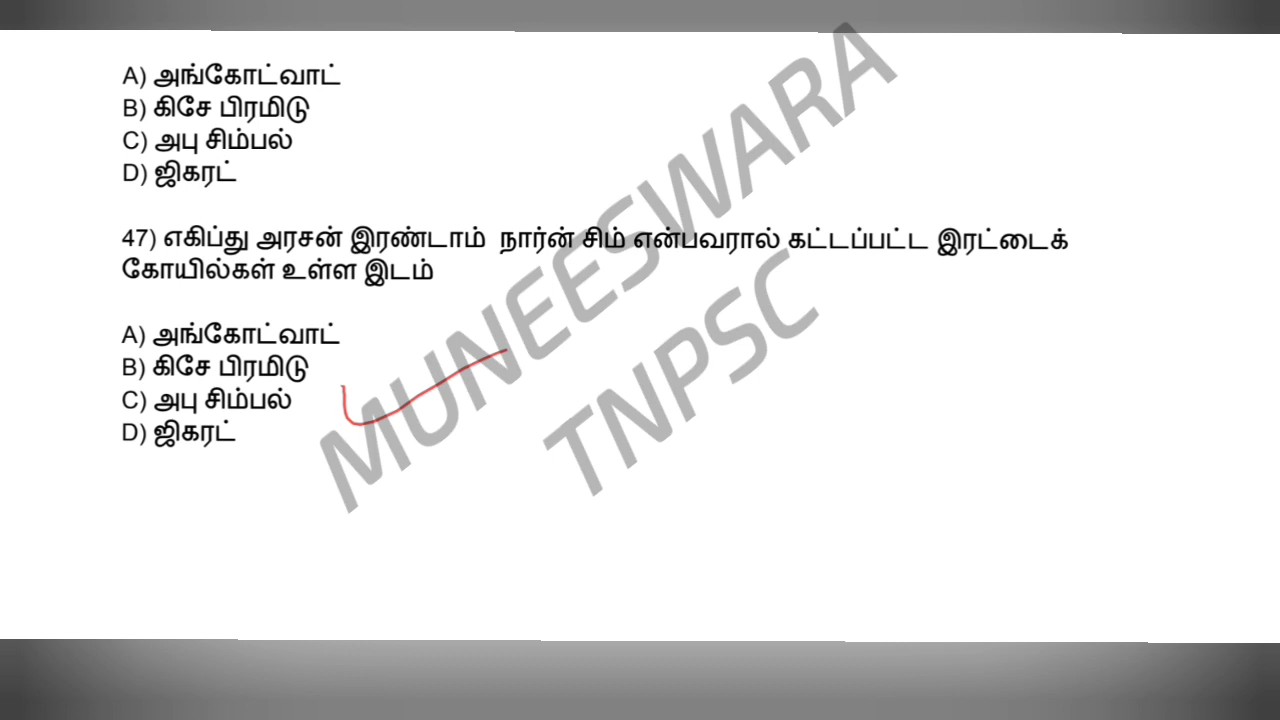 A) அங்கோட்வாட்
B) கிசே பிரமிடு
C) அபு சிம்பல்
D) ஜிகரட்
47) எகிப்து அரசன் இரண்டாம் நார்ன் சிம் என்பவரால் கட்டப்பட்ட இரட்டைக்
கோயில்கள் உள்ள இடம்
A) அங்கோட்வாட்
B) கிசே பிரமிடு
C) அபு சிம்பல்
D) ஜிகரட்
MUNEESWARA
TNPSC